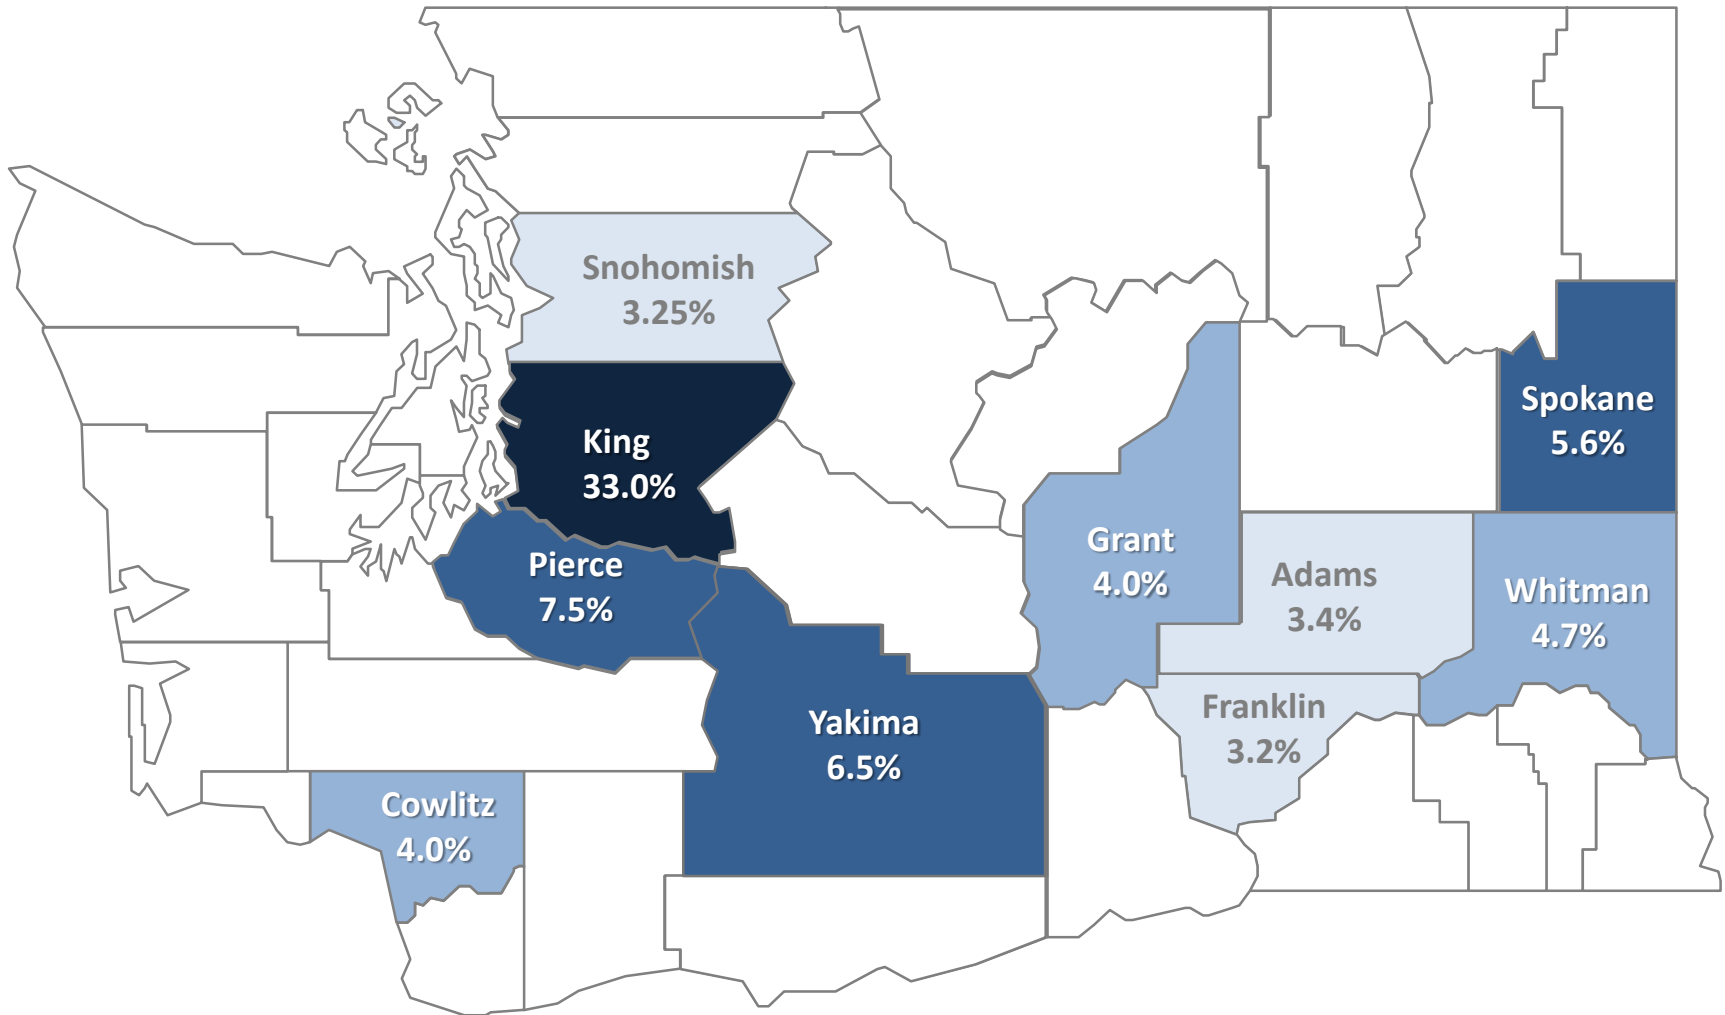 Snohomish
3.25%
King
33.0%
Spokane
5.6%
Grant
4.0%
Pierce
7.5%
Adams
3.4%
Whitman
4.7%
Yakima
6.5%
Franklin
3.2%
Cowlitz
4.0%